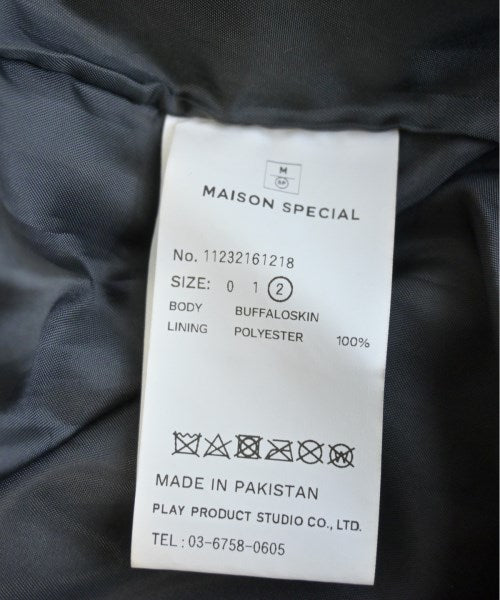 M
SP
MAISON SPECIAL
No. 11232161218
SIZE: 0 1 2
BODY BUFFALOSKIN
LINING POLYESTER 100%
W
MADE IN PAKISTAN
PLAY PRODUCT STUDIO CO., LTD.
TEL : 03-6758-0605